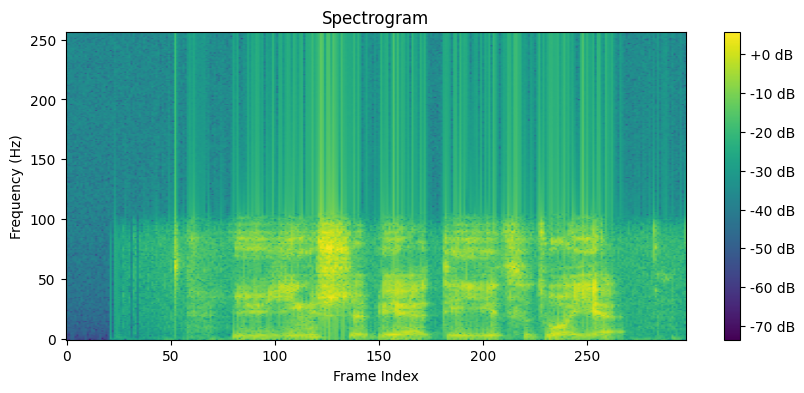 Spectrogram
250
200
150
100
50
0
Frequency (Hz)
0 50 100 150 200 250
Frame Index
+0 dB
-10 dB
-20 dB
-30 dB
-40 dB
-50 dB
-60 dB
-70 dB